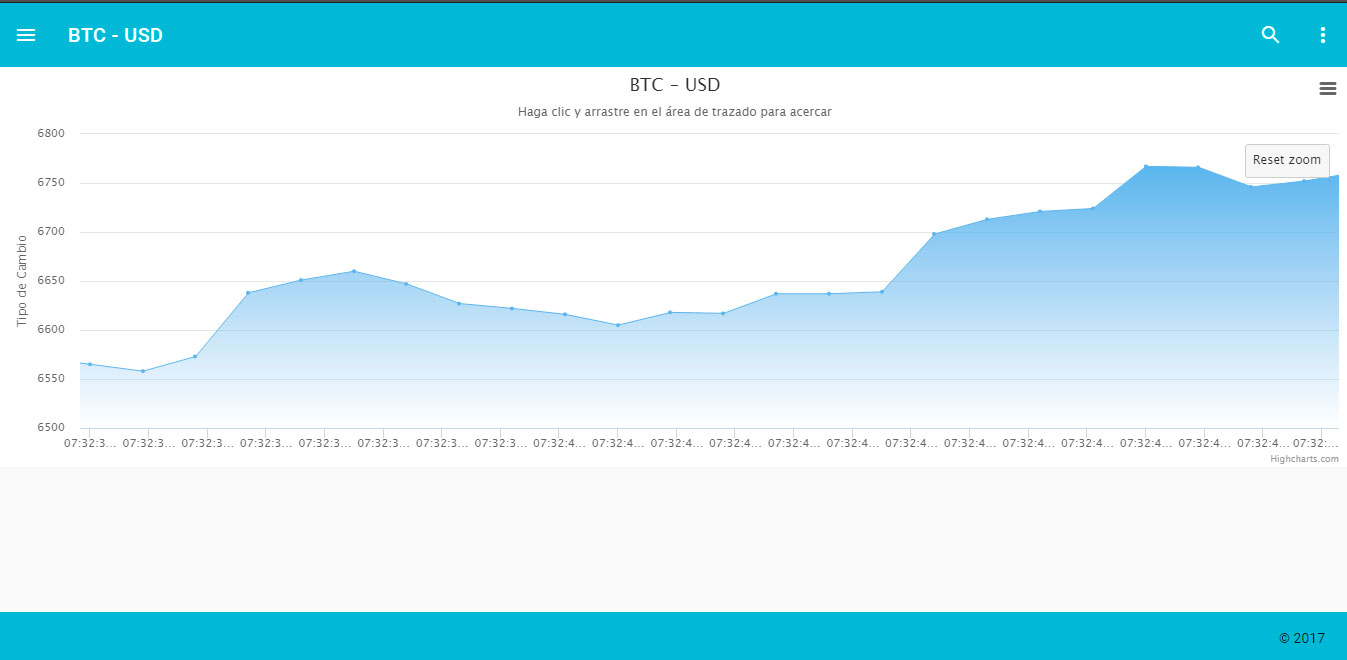 BTC - USD
BTC - USD
Haga clic y arrastre en el área de trazado para acercar
Reset zoom
Tipo de Cambio
6800
6750
6700
6650
6600
6550
6500
07:32:3... 07:32:3... 07:32:3... 07:32:3... 07:32:3... 07:32:3... 07:32:3... 07:32:3... 07:32:4... 07:32:4... 07:32:4... 07:32:4... 07:32:4... 07:32:4... 07:32:4... 07:32:4... 07:32:4... 07:32:4... 07:32:4... 07:32:4... 07:32:4... 07:32:...
Highcharts.com
© 2017